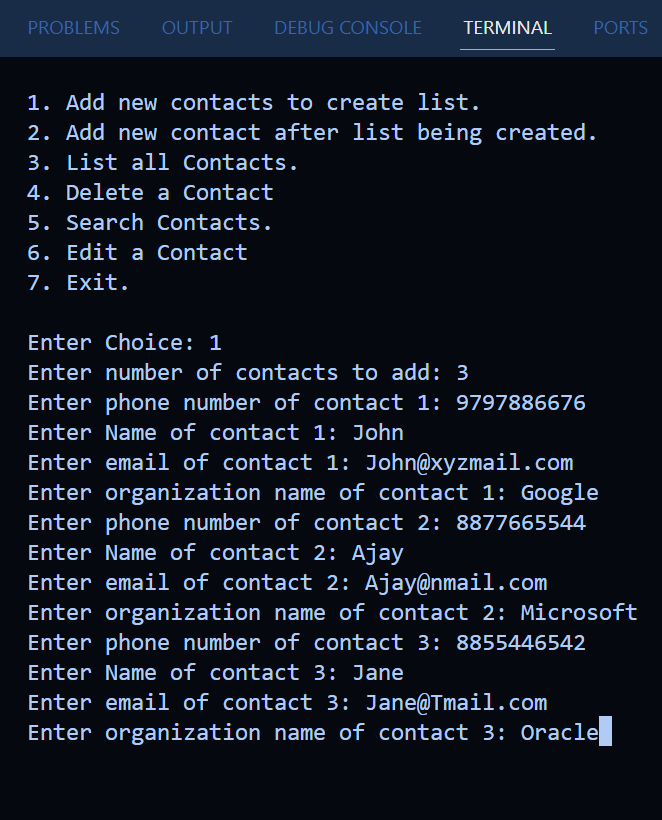 PROBLEMS OUTPUT DEBUG CONSOLE TERMINAL PORTS
1. Add new contacts to create list.
2. Add new contact after list being created.
3. List all Contacts.
4. Delete a Contact
5. Search Contacts.
6. Edit a Contact
7. Exit.
Enter Choice: 1
Enter number of contacts to add: 3
Enter phone number of contact 1: 9797886676
Enter Name of contact 1: John
Enter email of contact 1: John@xyzmail.com
Enter organization name of contact 1: Google
Enter phone number of contact 2: 8877665544
Enter Name of contact 2: Ajay
Enter email of contact 2: Ajay@nmail.com
Enter organization name of contact 2: Microsoft
Enter phone number of contact 3: 8855446542
Enter Name of contact 3: Jane
Enter email of contact 3: Jane@Tmail.com
Enter organization name of contact 3: Oracle